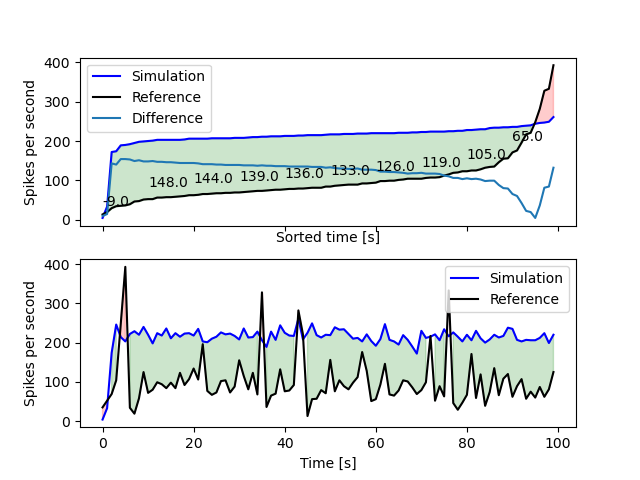 400
300
200
100
0
Spikes per second
Simulation
Reference
Difference
-9.0
148.0
144.0
139.0
136.0
133.0
126.0
119.0
105.0
65.0
Sorted time [s]
400
300
200
100
0
Spikes per second
Simulation
Reference
0 20 40 60 80 100
Time [s]